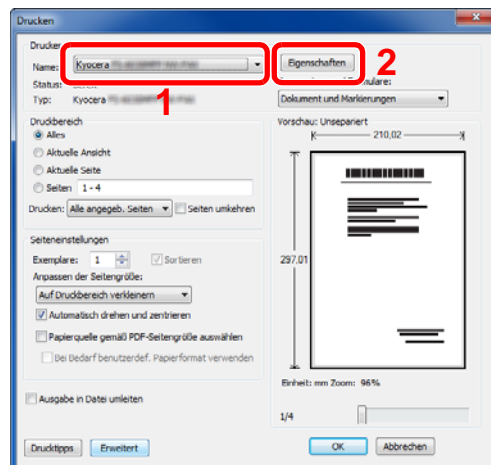 Drucken
Drucker
Name: Kyocera
Eigenschaften
2
Status:
Formulare:
Typ: Kyocera
1
Dokument und Markierungen
Druckbereich
Vorschau: Unsepariert
Alles
210,02
Aktuelle Ansicht
Aktuelle Seite
Seiten 1 - 4
Drucken: Alle angegeb. Seiten Seiten umkehren
Seiteneinstellungen
Exemplare: 1 Sortieren
297,01
Anpassen der Seitengröße:
Auf Druckbereich verkleinern
Automatisch drehen und zentrieren
Papierquelle gemäß PDF-Seitengröße auswählen
Bei Bedarf benutzerdef. Papierformat verwenden
Einheit: mm Zoom: 96%
Ausgabe in Datei umleiten
1/4
Drucktipps Erweitert OK Abbrechen